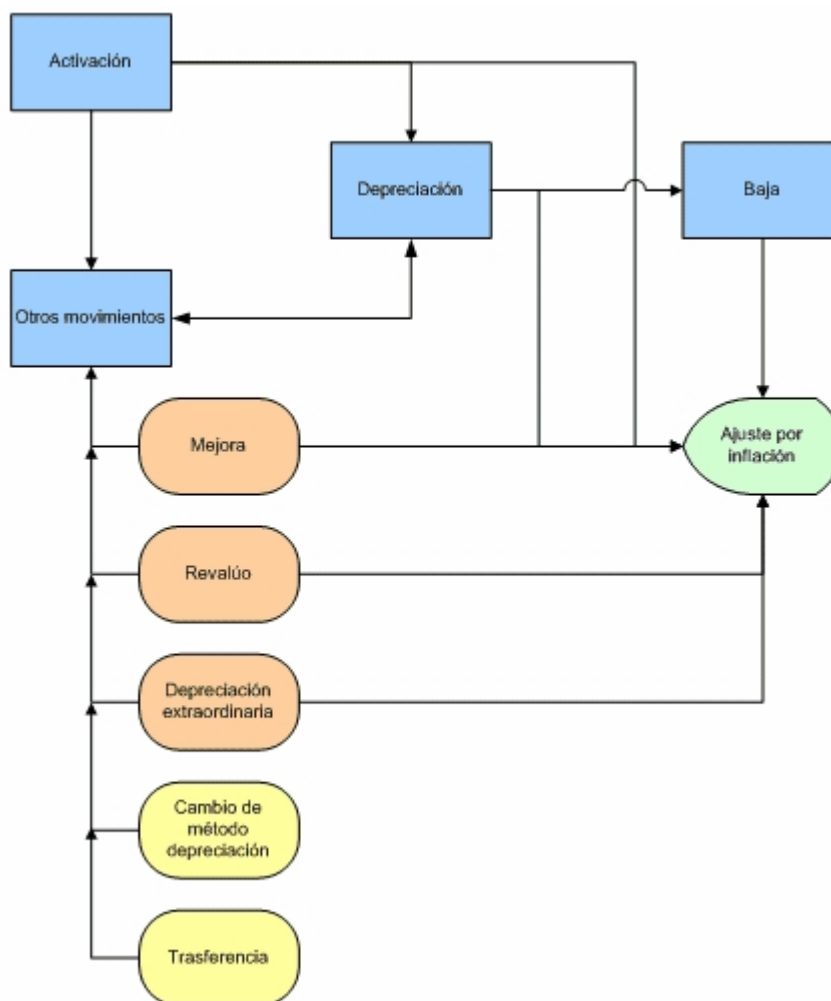 Activación
Depreciación
Baja
Otros movimientos
Mejora
Ajuste por
inflación
Revalúo
Depreciación
extraordinaria
Cambio de
método
depreciación
Trasferencia